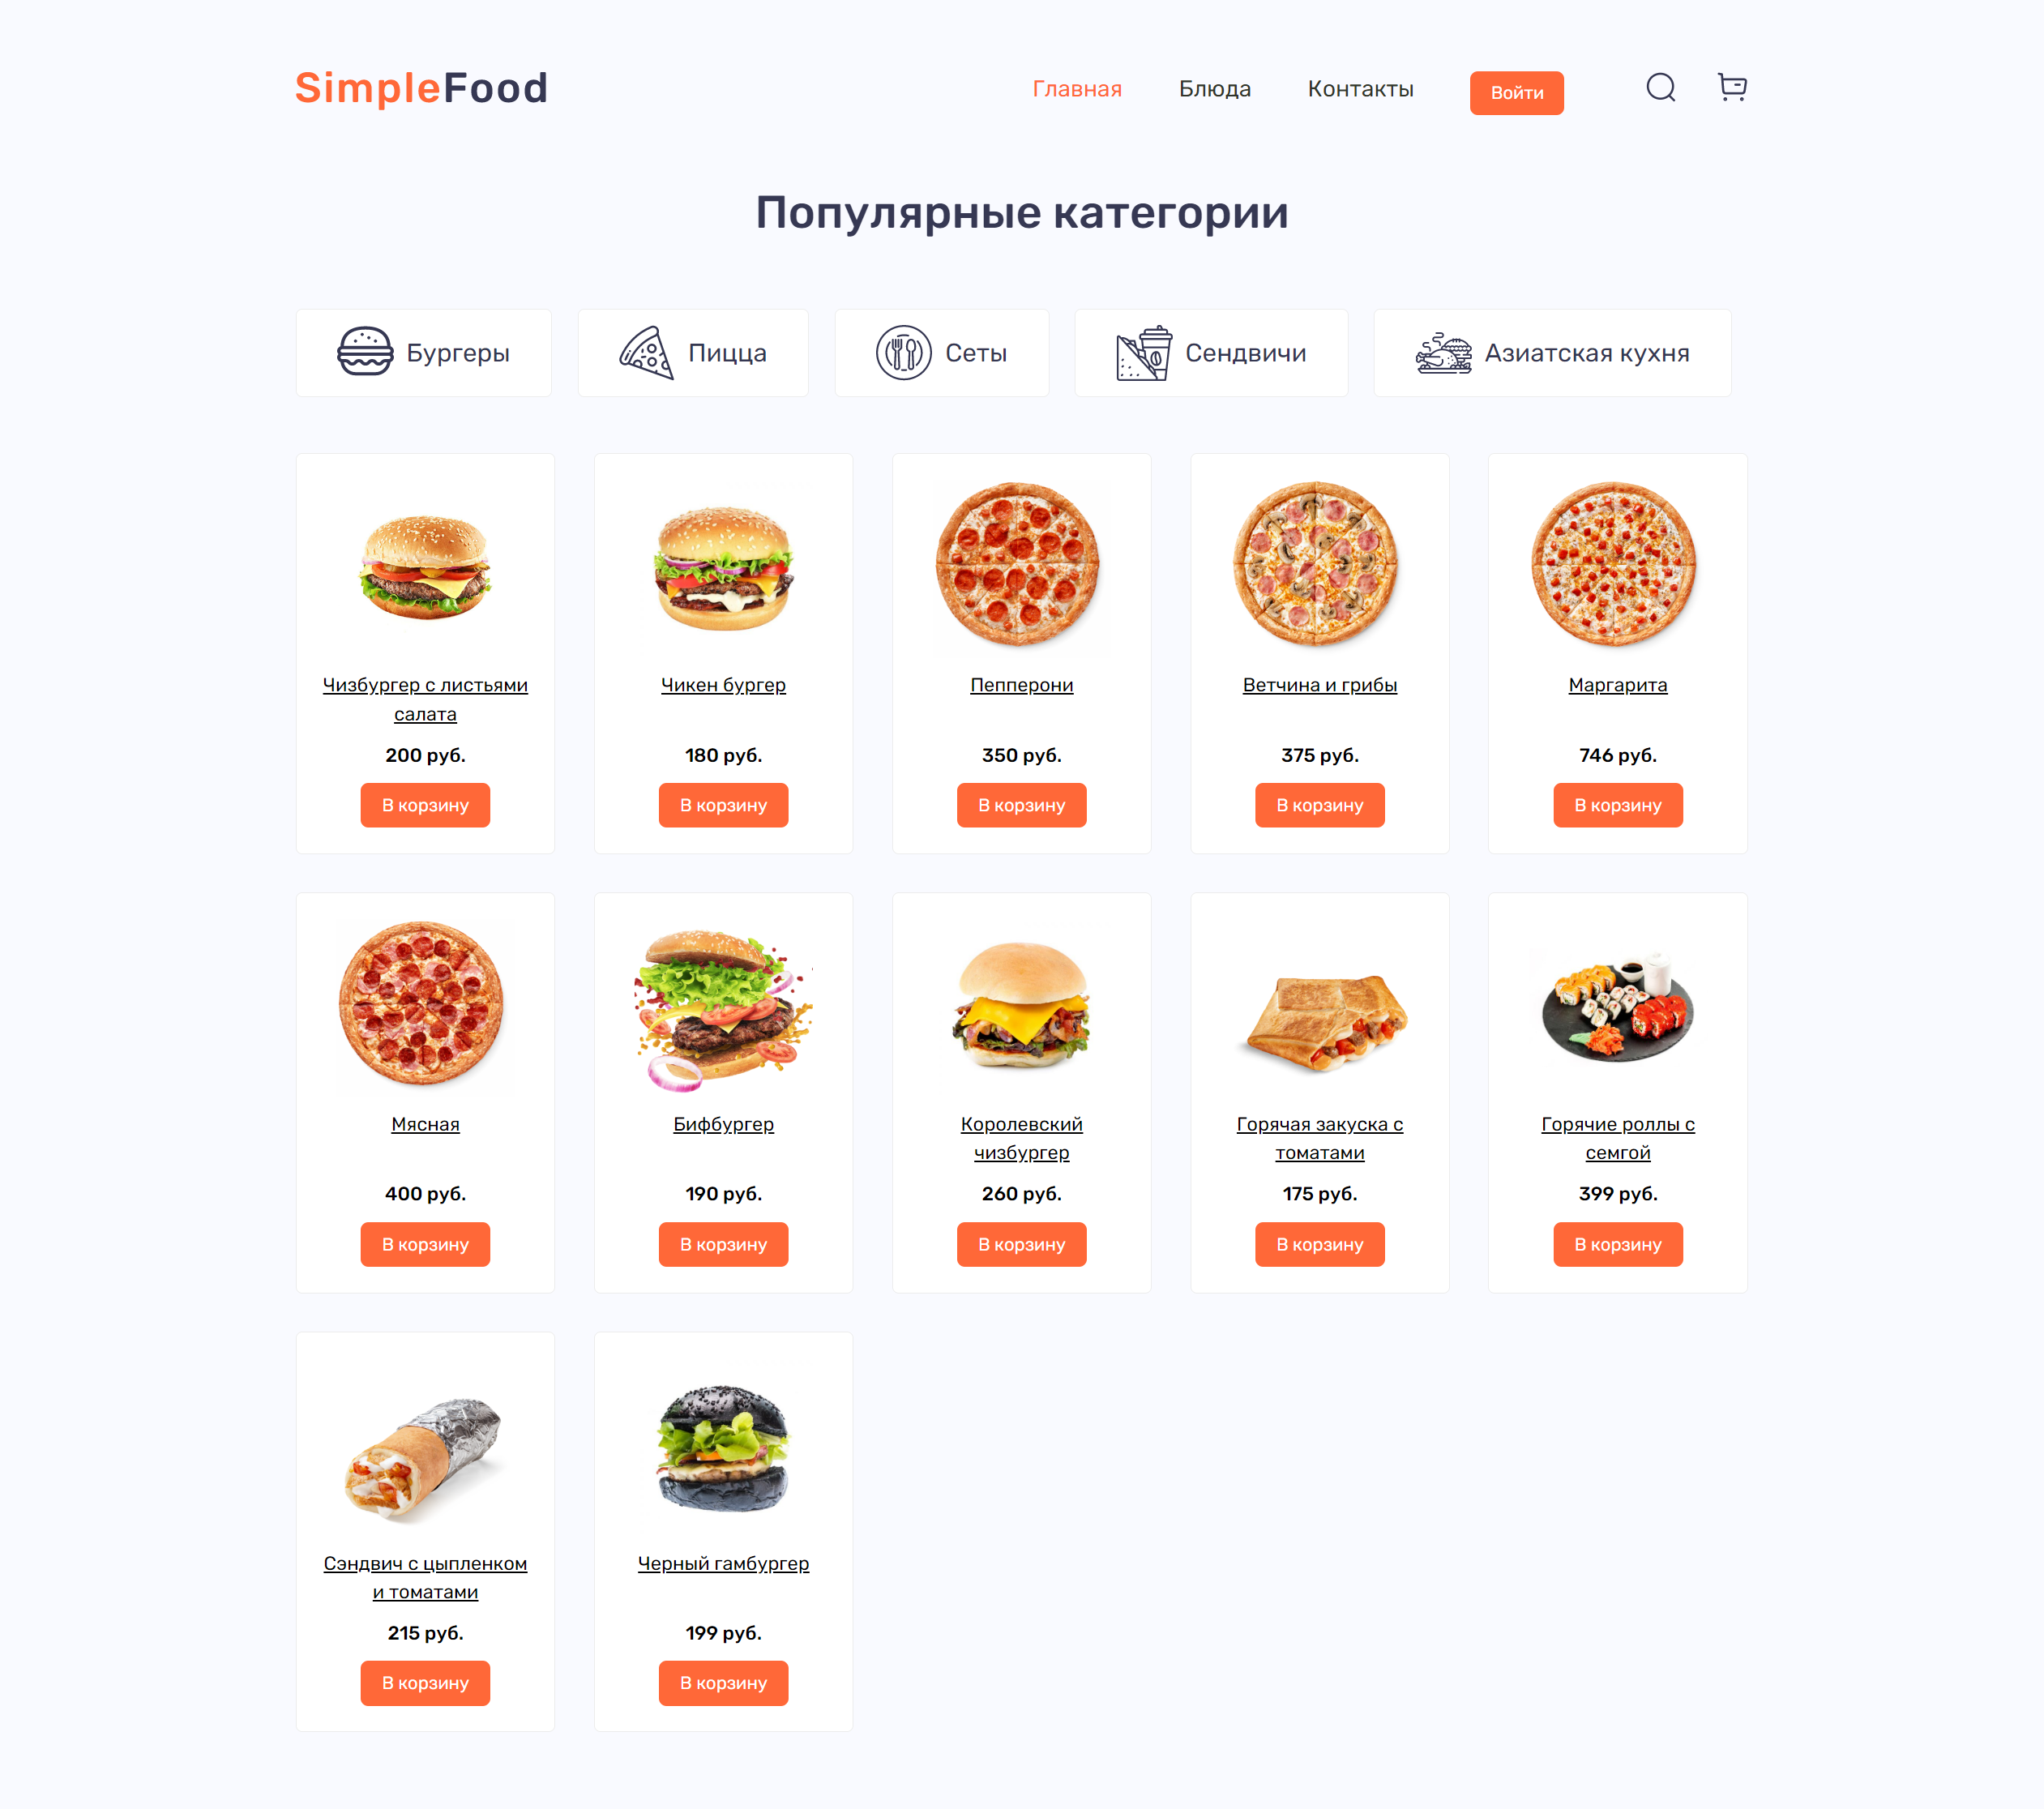 SimpleFood
Главная
Блюда
Контакты
Войти
Популярные категории
Бургеры
Пицца
Сеты
Сендвичи
Азиатская кухня
Чизбургер с листьями
салата
200 руб.
В корзину
Чикен бургер
180 руб.
В корзину
Пепперони
350 руб.
В корзину
Ветчина и грибы
375 руб.
В корзину
Маргарита
746 руб.
В корзину
Мясная
400 руб.
В корзину
Бифбургер
190 руб.
В корзину
Королевский
чизбургер
260 руб.
В корзину
Горячая закуска с
томатами
175 руб.
В корзину
Горячие роллы с
семгой
399 руб.
В корзину
Сэндвич с цыпленком
и томатами
215 руб.
В корзину
Черный гамбургер
199 руб.
В корзину